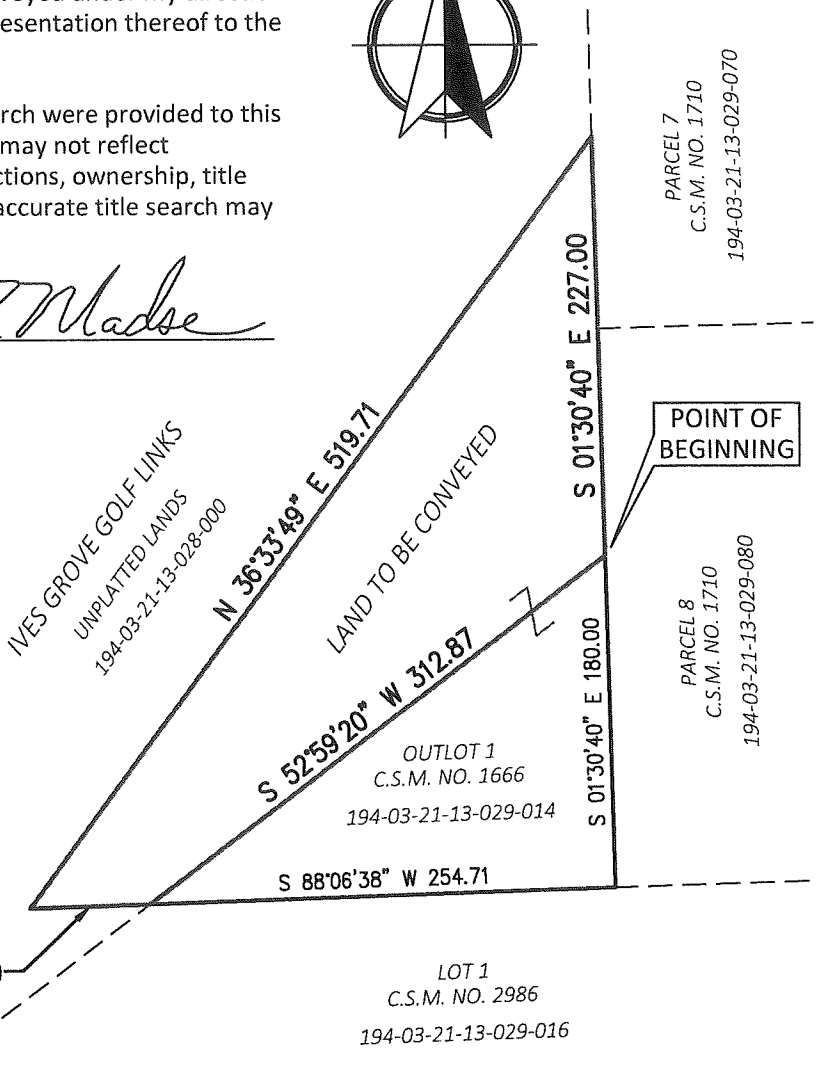 resentation thereof to the
rch were provided to this
may not reflect
ctions, ownership, title
accurate title search may
Madse
PARCEL 7
C.S.M. NO. 1710
194-03-21-13-029-070
S 01°30'40" E 227.00
POINT OF
BEGINNING
N 36°33'49" E 519.71
LAND TO BE CONVEYED
IVES GROVE GOLF LINKS
UNPLATTED LANDS
194-03-21-13-028-000
S 52°59'20" W 312.87
S 01°30'40" E 180.00
PARCEL 8
C.S.M. NO. 1710
194-03-21-13-029-080
OUTLOT 1
C.S.M. NO. 1666
194-03-21-13-029-014
S 88°06'38" W 254.71
LOT 1
C.S.M. NO. 2986
194-03-21-13-029-016